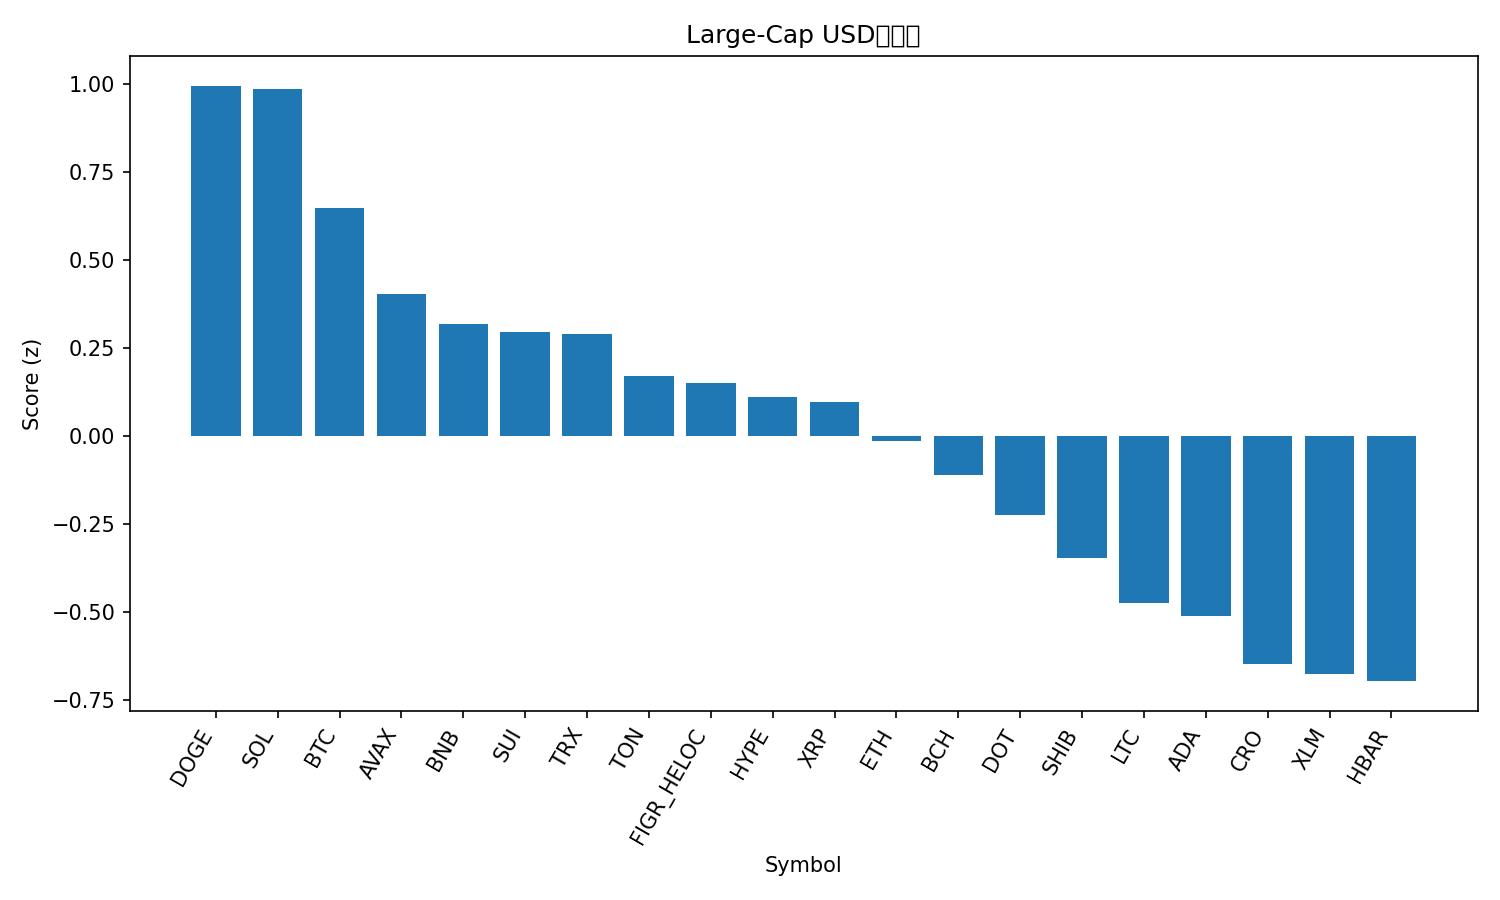 Large-Cap USD
Score (z)
1.00
0.75
0.50
0.25
0.00
−0.25
−0.50
−0.75
DOGE
SOL
BTC
AVAX
BNB
SUI
TRX
TON
FIGR_HELOC
HYPE
XRP
ETH
BCH
DOT
SHIB
LTC
ADA
CRO
XLM
HBAR
Symbol